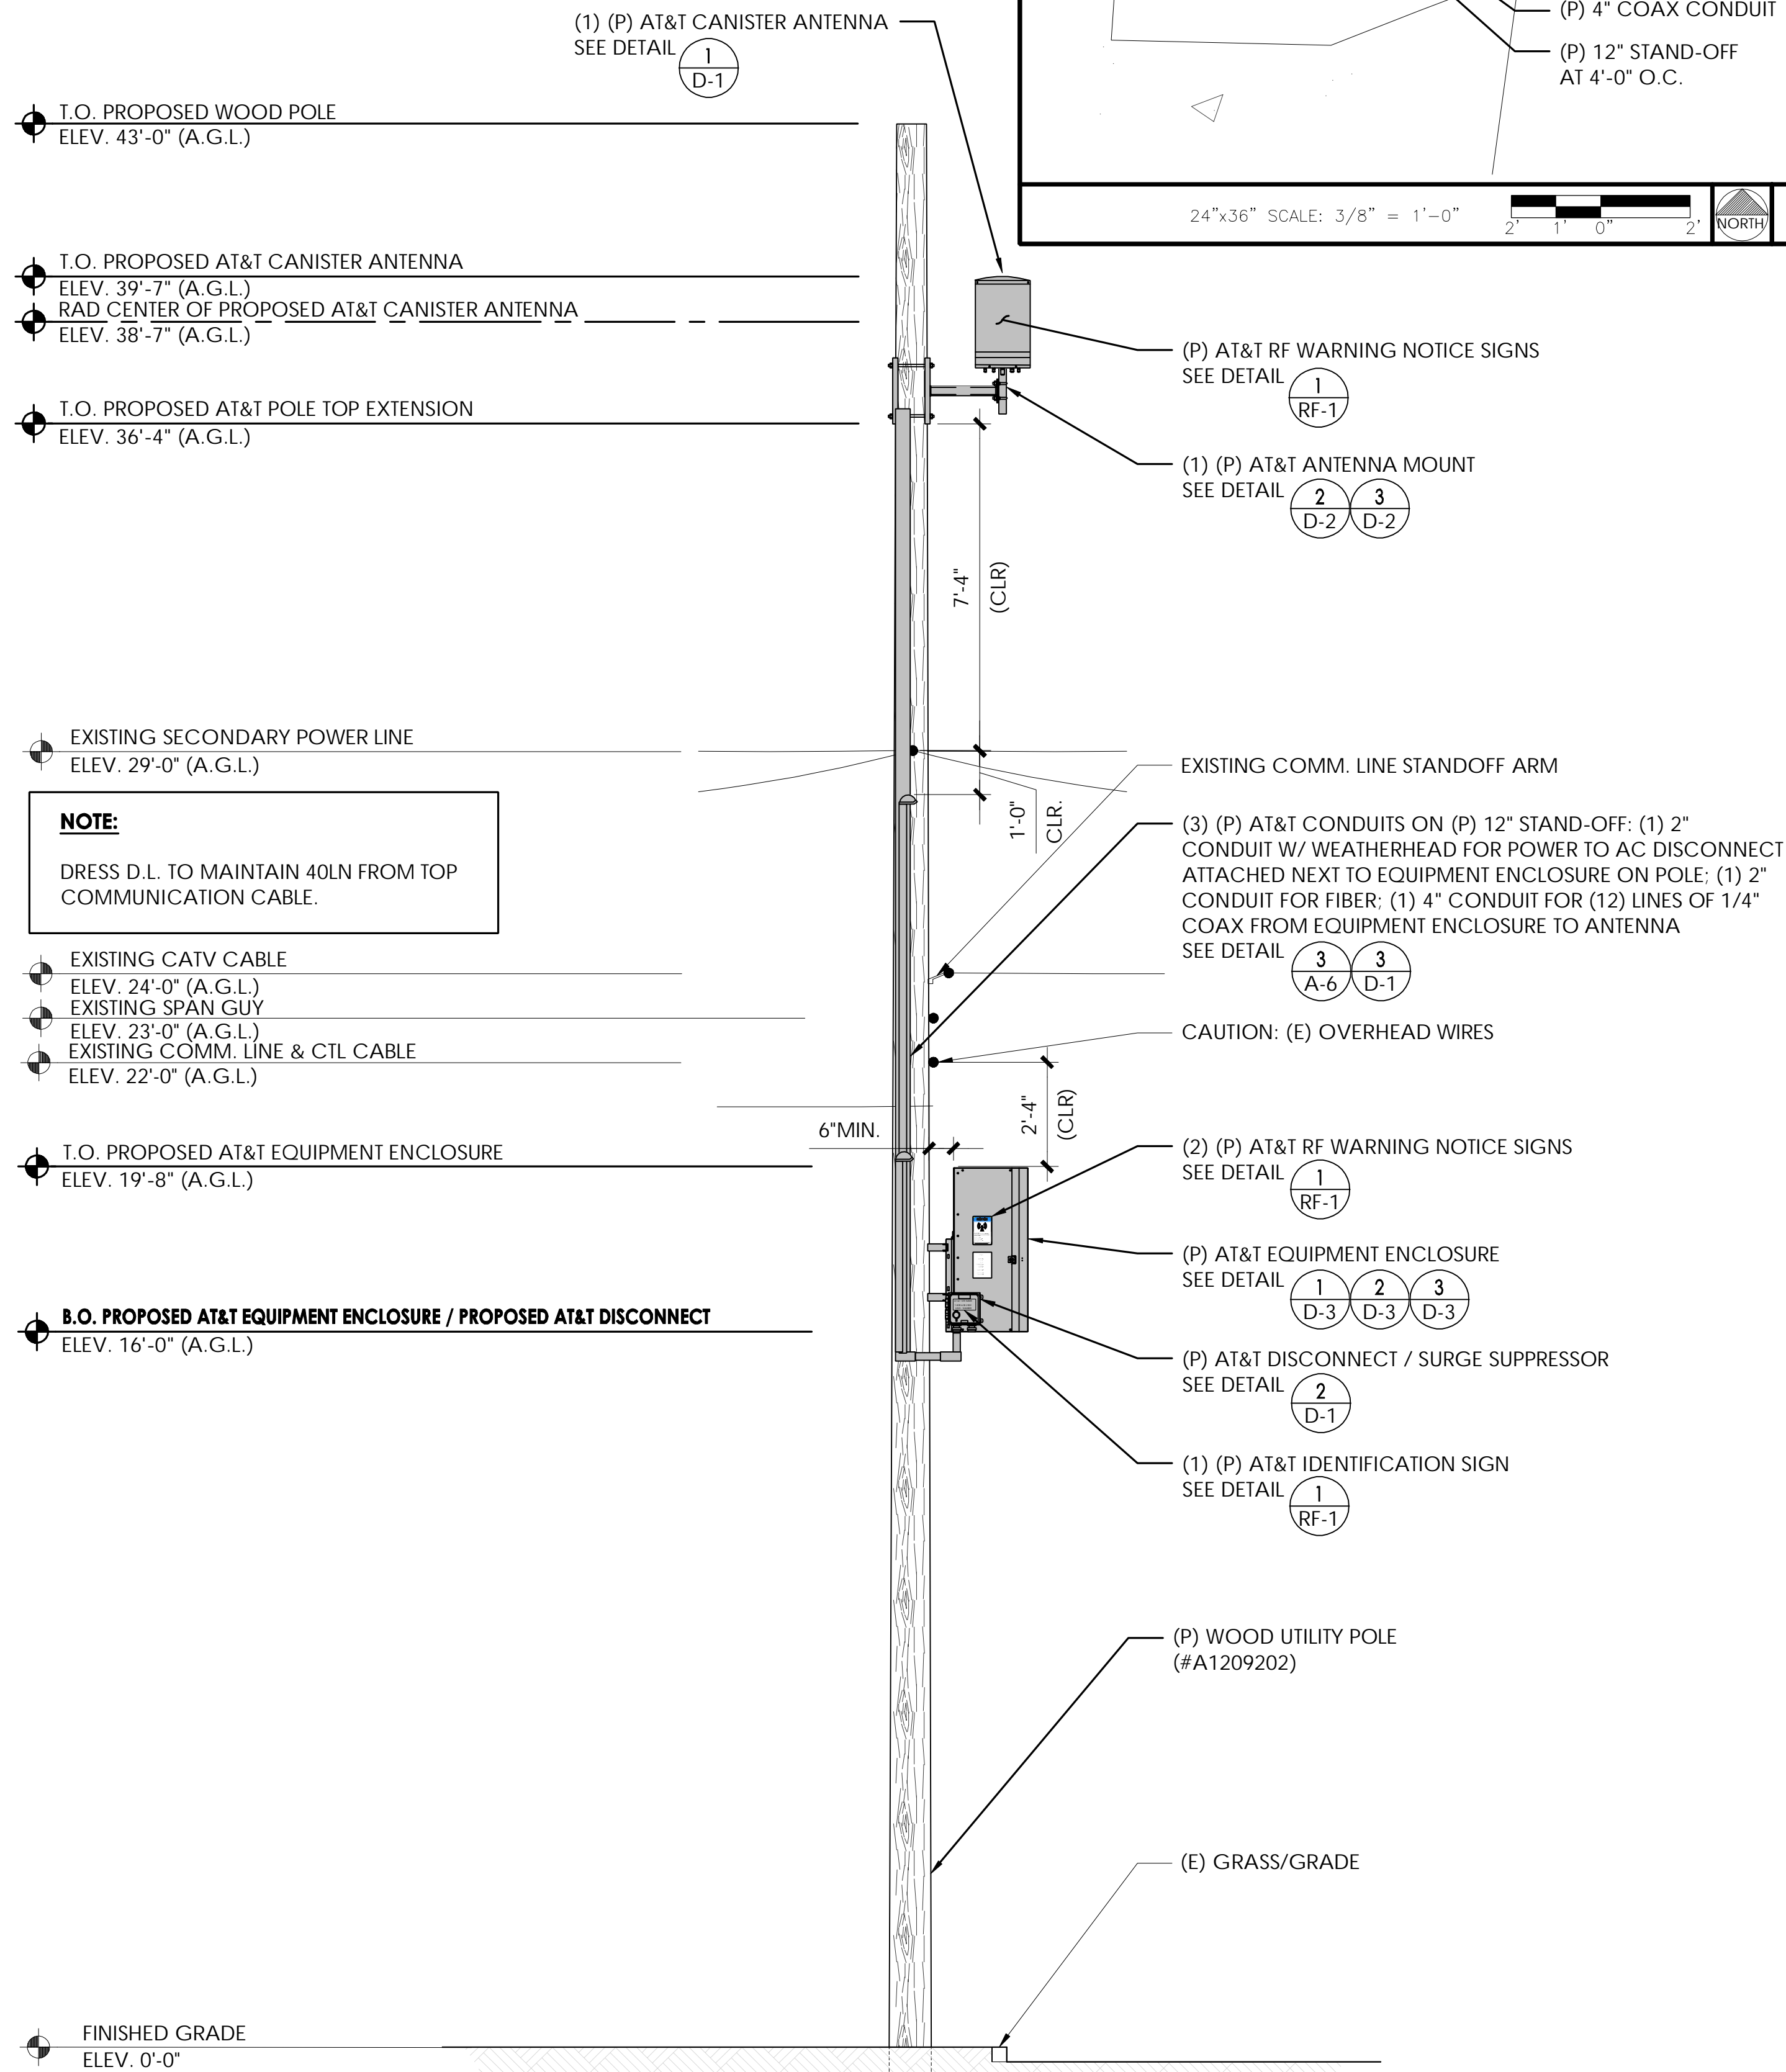 (1) (P) AT&T CANISTER ANTENNA
SEE DETAIL
1
D-1
(P) 4" COAX CONDUIT
(P) 12" STAND-OFF
AT 4'-0" O.C.
24"x36" SCALE: 3/8" = 1'-0"
2' 1' 0" 2'
NORTH
T.O. PROPOSED WOOD POLE
ELEV. 43'-0" (A.G.L.)
T.O. PROPOSED AT&T CANISTER ANTENNA
ELEV. 39'-7" (A.G.L.)
RAD CENTER OF PROPOSED AT&T CANISTER ANTENNA
ELEV. 38'-7" (A.G.L.)
T.O. PROPOSED AT&T POLE TOP EXTENSION
ELEV. 36'-4" (A.G.L.)
(P) AT&T RF WARNING NOTICE SIGNS
SEE DETAIL
1
RF-1
(1) (P) AT&T ANTENNA MOUNT
SEE DETAIL
2
D-2
3
D-2
7'-4"
(CLR)
EXISTING SECONDARY POWER LINE
ELEV. 29'-0" (A.G.L.)
NOTE:
DRESS D.L. TO MAINTAIN 40LN FROM TOP
COMMUNICATION CABLE.
1'-0"
CLR.
EXISTING COMM. LINE STANDOFF ARM
(3) (P) AT&T CONDUITS ON (P) 12" STAND-OFF: (1) 2"
CONDUIT W/ WEATHERHEAD FOR POWER TO AC DISCONNECT
ATTACHED NEXT TO EQUIPMENT ENCLOSURE ON POLE; (1) 2"
CONDUIT FOR FIBER; (1) 4" CONDUIT FOR (12) LINES OF 1/4"
COAX FROM EQUIPMENT ENCLOSURE TO ANTENNA
SEE DETAIL
3
A-6
3
D-1
EXISTING CATV CABLE
ELEV. 24'-0" (A.G.L.)
EXISTING SPAN GUY
ELEV. 23'-0" (A.G.L.)
EXISTING COMM. LINE & CTL CABLE
ELEV. 22'-0" (A.G.L.)
CAUTION: (E) OVERHEAD WIRES
6"MIN.
2'-4"
(CLR)
T.O. PROPOSED AT&T EQUIPMENT ENCLOSURE
ELEV. 19'-8" (A.G.L.)
(2) (P) AT&T RF WARNING NOTICE SIGNS
SEE DETAIL
1
RF-1
(P) AT&T EQUIPMENT ENCLOSURE
SEE DETAIL
1
D-3
2
D-3
3
D-3
B.O. PROPOSED AT&T EQUIPMENT ENCLOSURE / PROPOSED AT&T DISCONNECT
ELEV. 16'-0" (A.G.L.)
(P) AT&T DISCONNECT / SURGE SUPPRESSOR
SEE DETAIL
2
D-1
(1) (P) AT&T IDENTIFICATION SIGN
SEE DETAIL
1
RF-1
(P) WOOD UTILITY POLE
(#A1209202)
(E) GRASS/GRADE
FINISHED GRADE
ELEV. 0'-0"